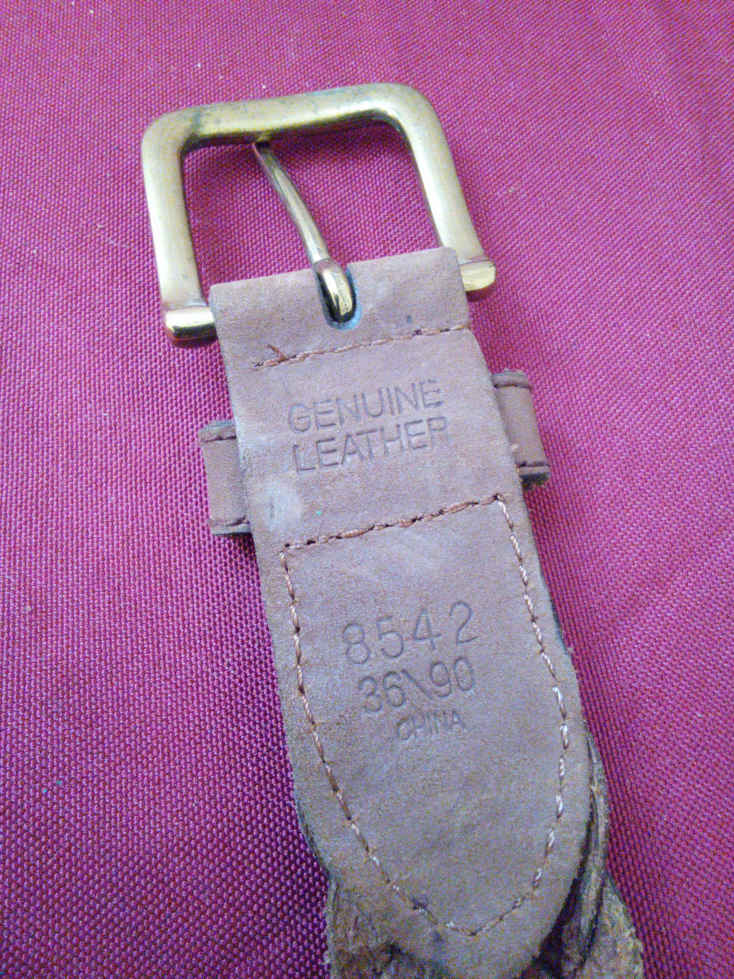 GENUINE
LEATHER
8542
36\90
CHINA